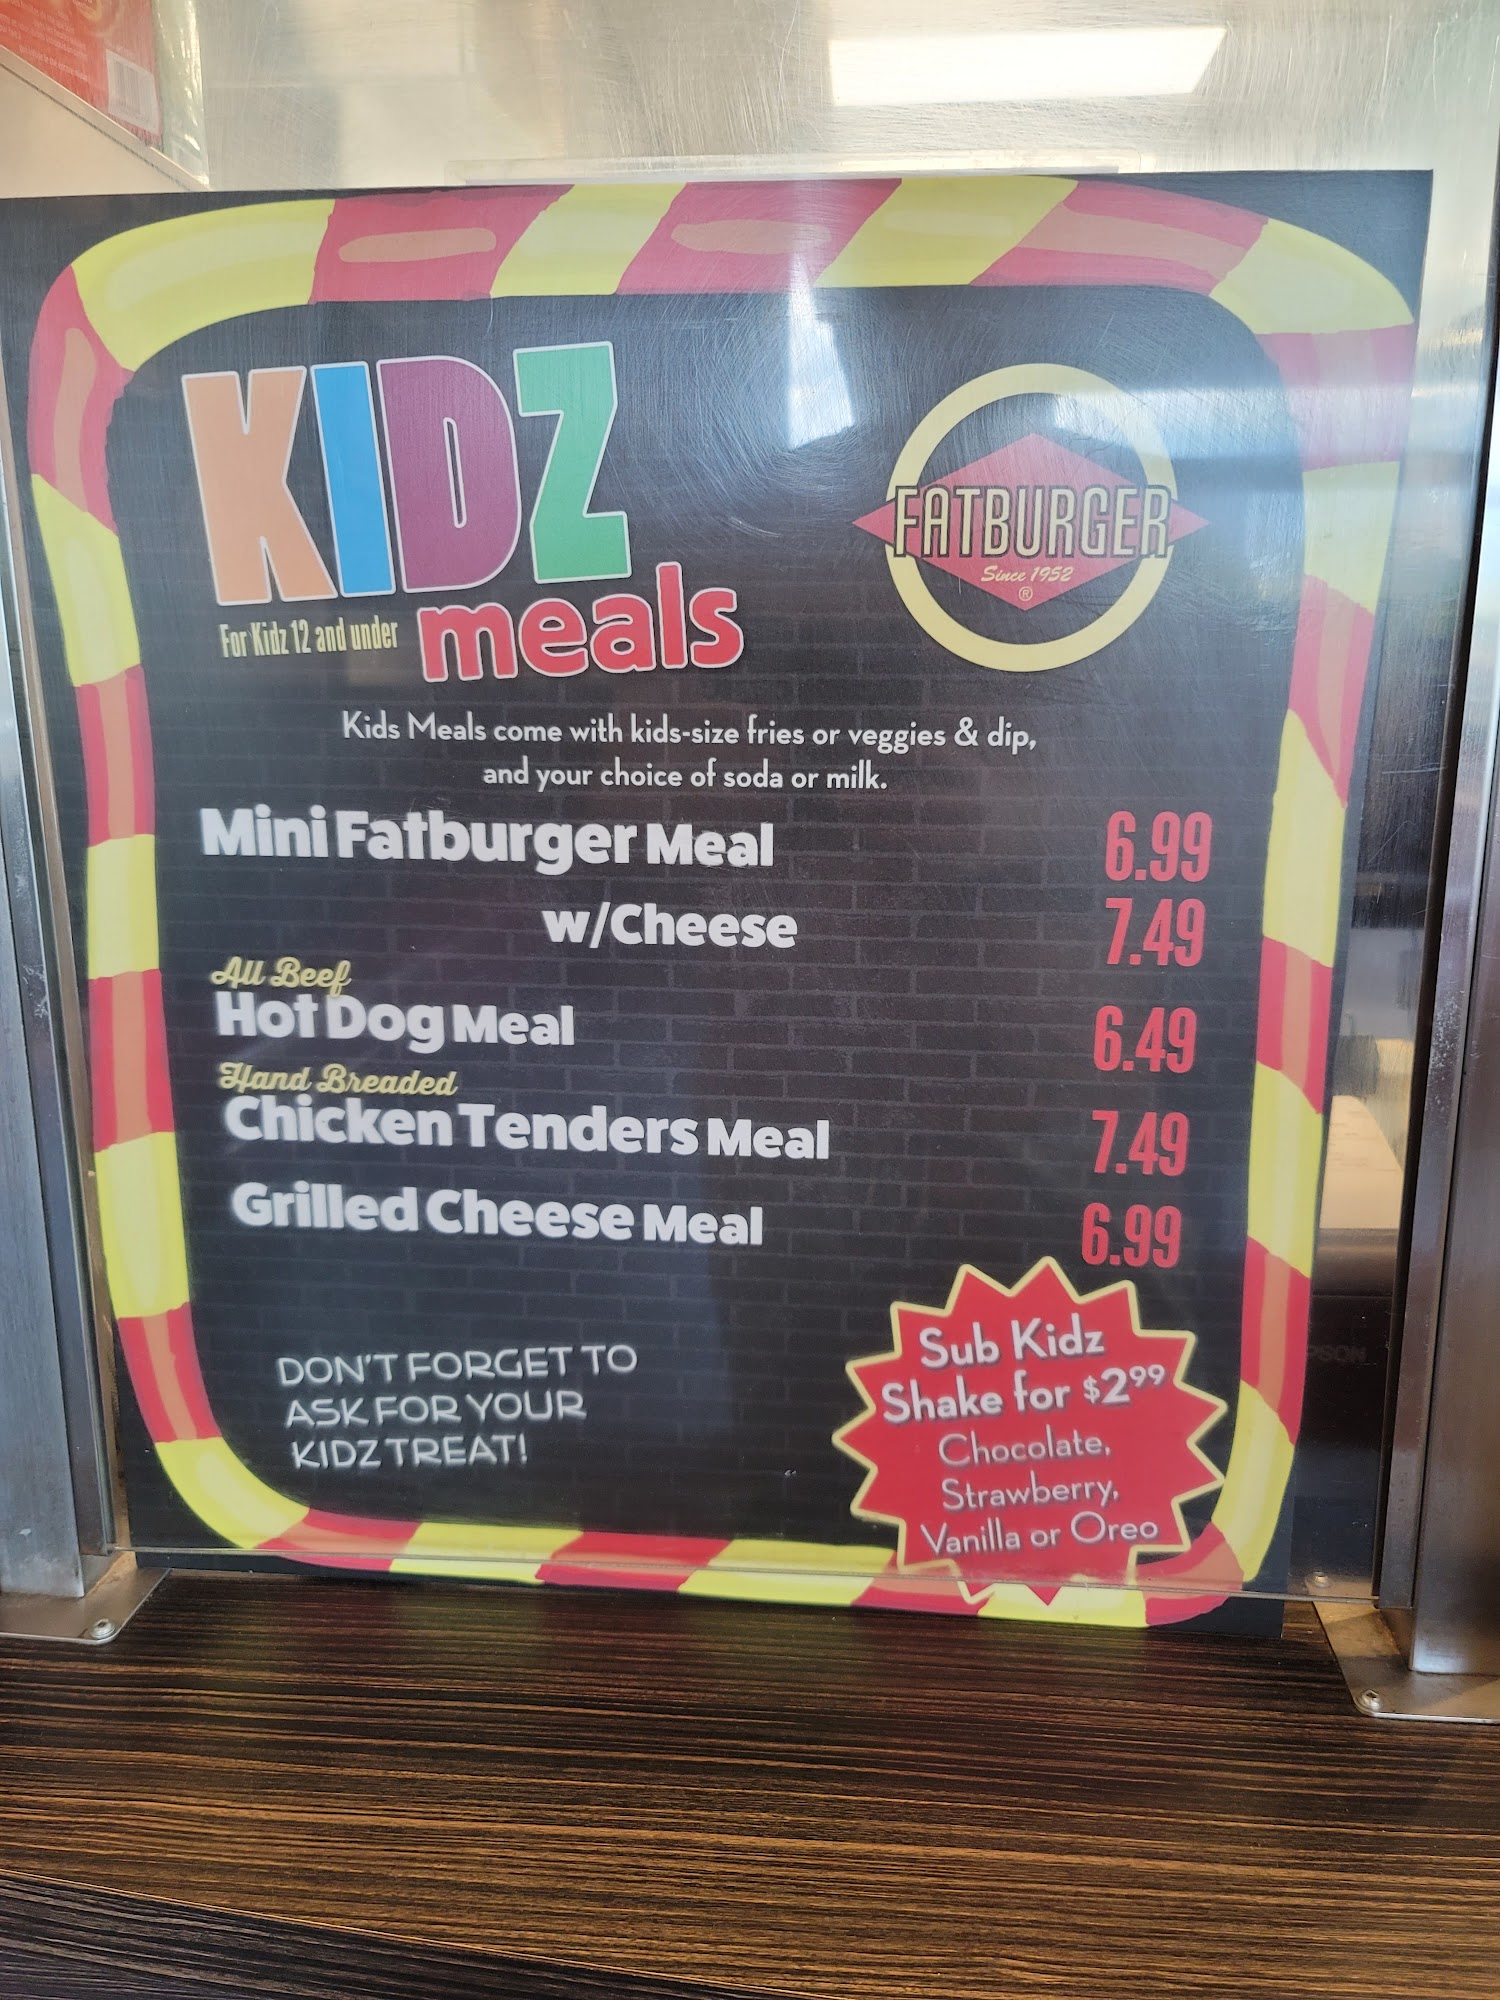 KIDZ
For Kidz 12 and under
meals
FATBURGER
Since 1952
®
Kids Meals come with kids-size fries or veggies & dip,
and your choice of soda or milk.
Mini Fatburger Meal 6.99
w/Cheese 7.49
All Beef
Hot Dog Meal 6.49
Hand Breaded
Chicken Tenders Meal 7.49
Grilled Cheese Meal 6.99
DON'T FORGET TO
ASK FOR YOUR
KIDZ TREAT!
Sub Kidz
Shake for $2⁹⁹
Chocolate,
Strawberry,
Vanilla or Oreo